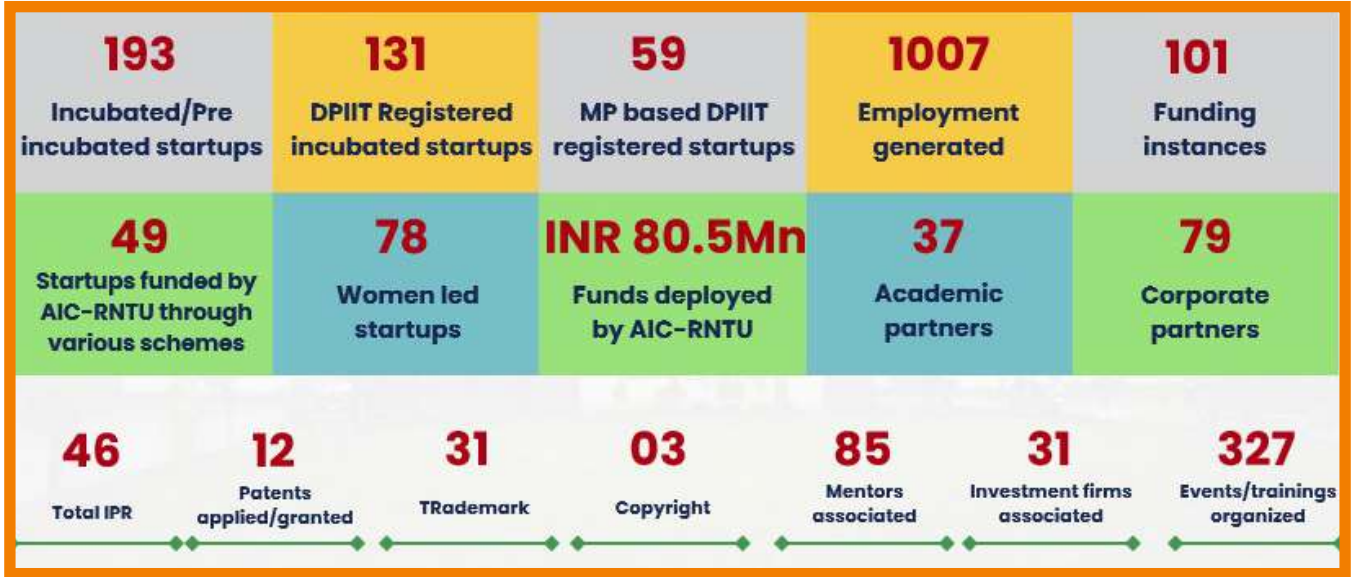 193
Incubated/Pre
incubated startups
131
DPIIT Registered
incubated startups
59
MP based DPIIT
registered startups
1007
Employment
generated
101
Funding
instances
49
Startups funded by
AIC-RNTU through
various schemes
78
Women led
startups
INR 80.5Mn
Funds deployed
by AIC-RNTU
37
Academic
partners
79
Corporate
partners
46
Total IPR
12
Patents
applied/granted
31
TRademark
03
Copyright
85
Mentors
associated
31
Investment firms
associated
327
Events/trainings
organized